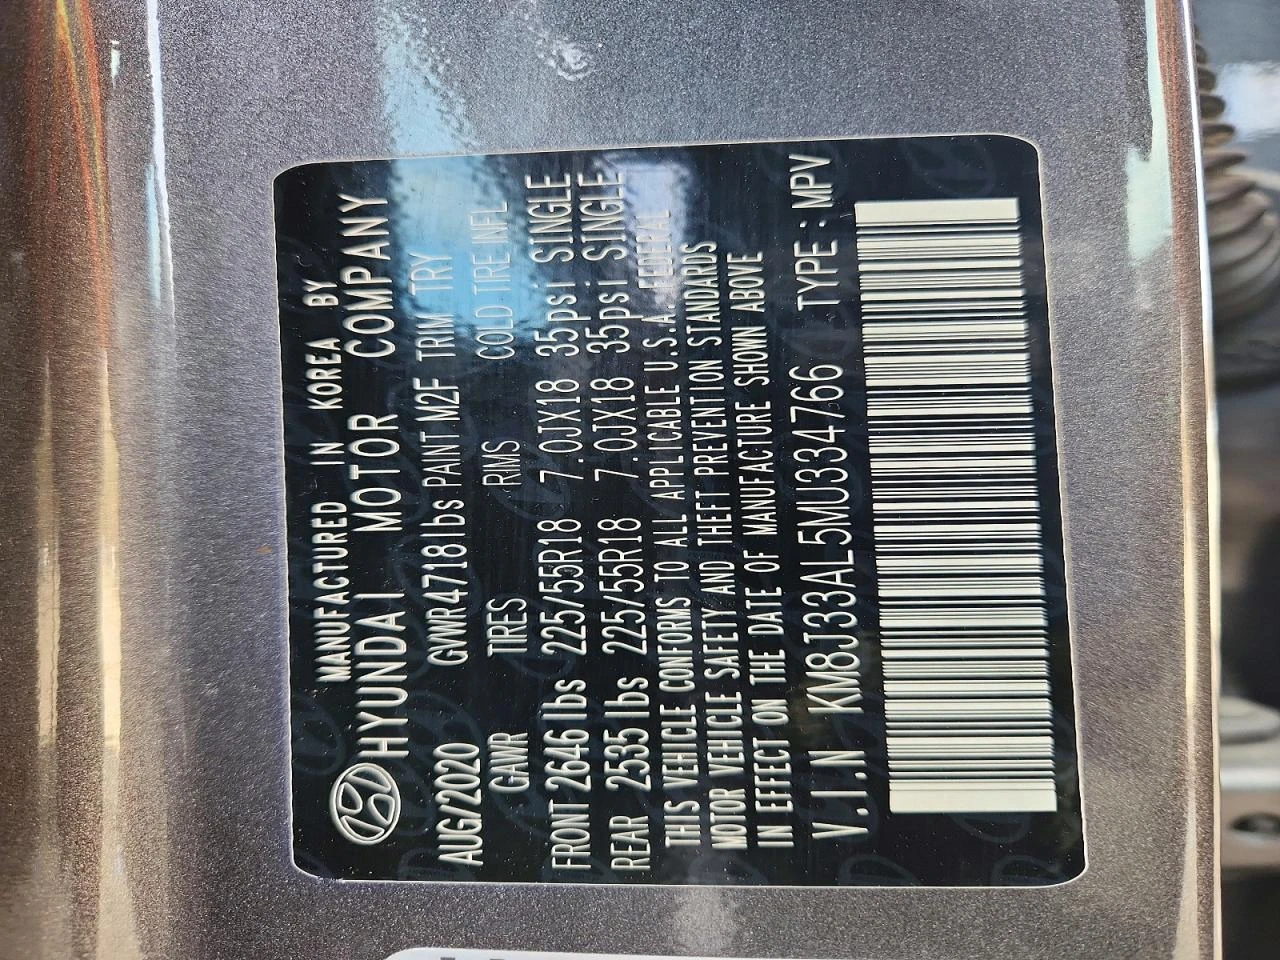 MANUFACTURED IN KOREA BY
HYUNDAI MOTOR COMPANY
AUG/2020 GVWR 4718lbs PAINT M2F TRIM TRY
GAWR TIRES RIMS COLD TIRE INFL
FRONT 2646 lbs 225/55R18 7.0JX18 35psi SINGLE
REAR 2535 lbs 225/55R18 7.0JX18 35psi SINGLE
THIS VEHICLE CONFORMS TO ALL APPLICABLE U.S.A. FEDERAL
MOTOR VEHICLE SAFETY AND THEFT PREVENTION STANDARDS
IN EFFECT ON THE DATE OF MANUFACTURE SHOWN ABOVE
V.I.N KM8J33AL5MU334766 TYPE : MPV